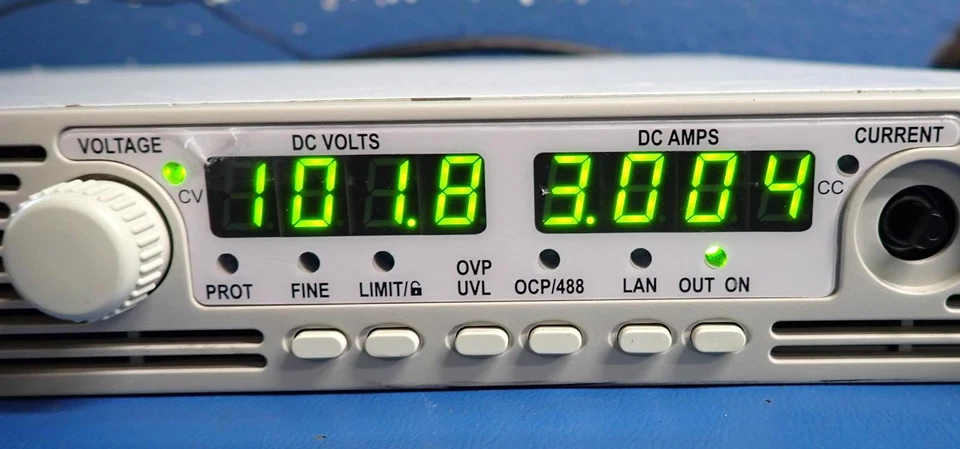 VOLTAGE DC VOLTS DC AMPS CURRENT
CV 101.8 3.004 CC
OVP
PROT FINE LIMIT/🔒 UVL OCP/488 LAN OUT ON